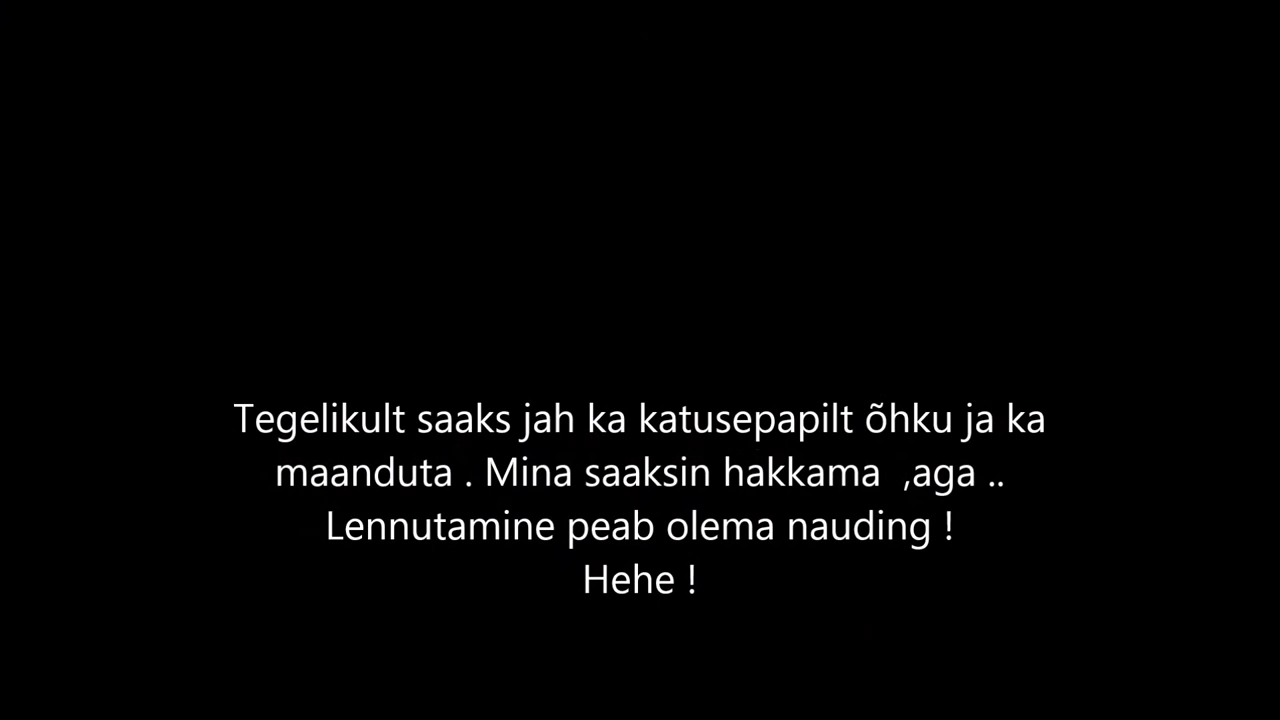 Tegelikult saaks jah ka katusepapilt õhku ja ka
maanduta . Mina saaksin hakkama  ,aga ..
Lennutamine peab olema nauding !
Hehe !